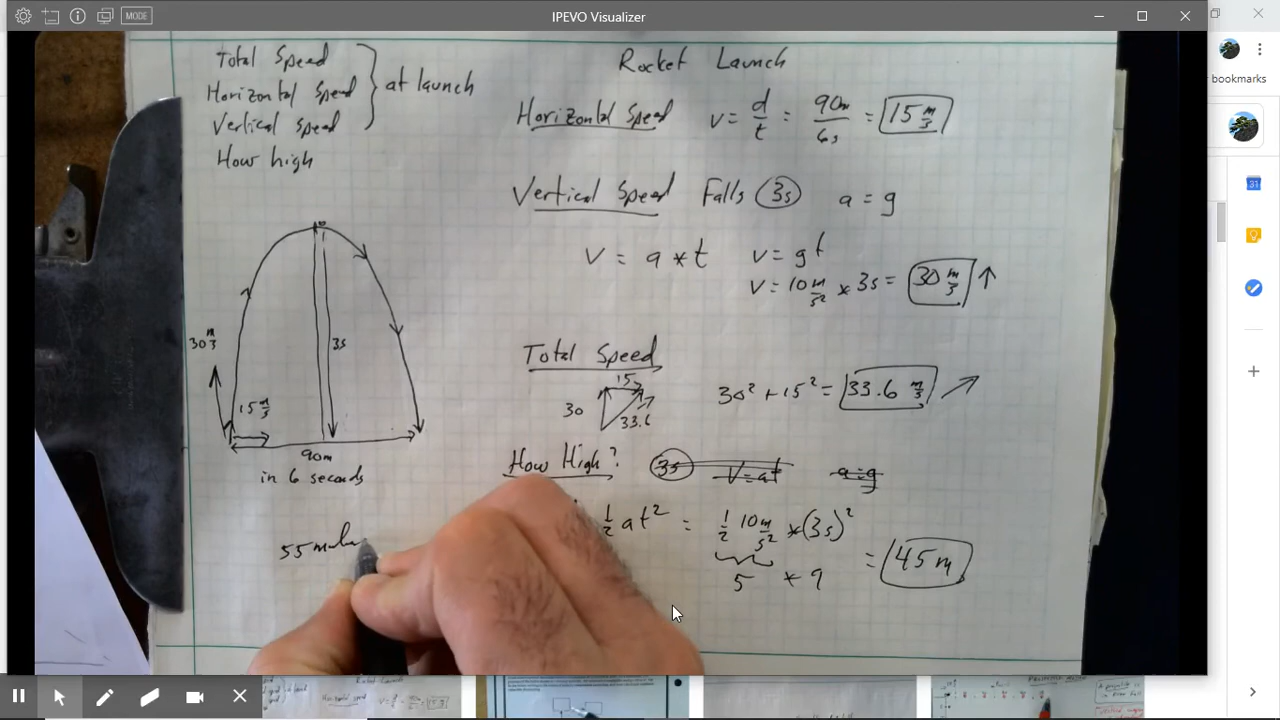 MODE
IPEVO Visualizer
bookmarks
Total Speed
Horizontal Speed
Vertical Speed
at launch
How high
Rocket Launch
Horizontal Speed v = d/t = 90m/6s = 15 m/s
Vertical Speed Falls 3s a = g
v = a * t v = gt
v = 10 m/s² * 3s = 30 m/s ↑
30 m/s
3s
15 m/s
90m
in 6 seconds
Total Speed
15
30
33.6
30² + 15² = 33.6 m/s
How High? 3s v = at a = g
1/2 at² = 1/2 10 m/s² * (3s)²
5 * 9
= 45 m
31